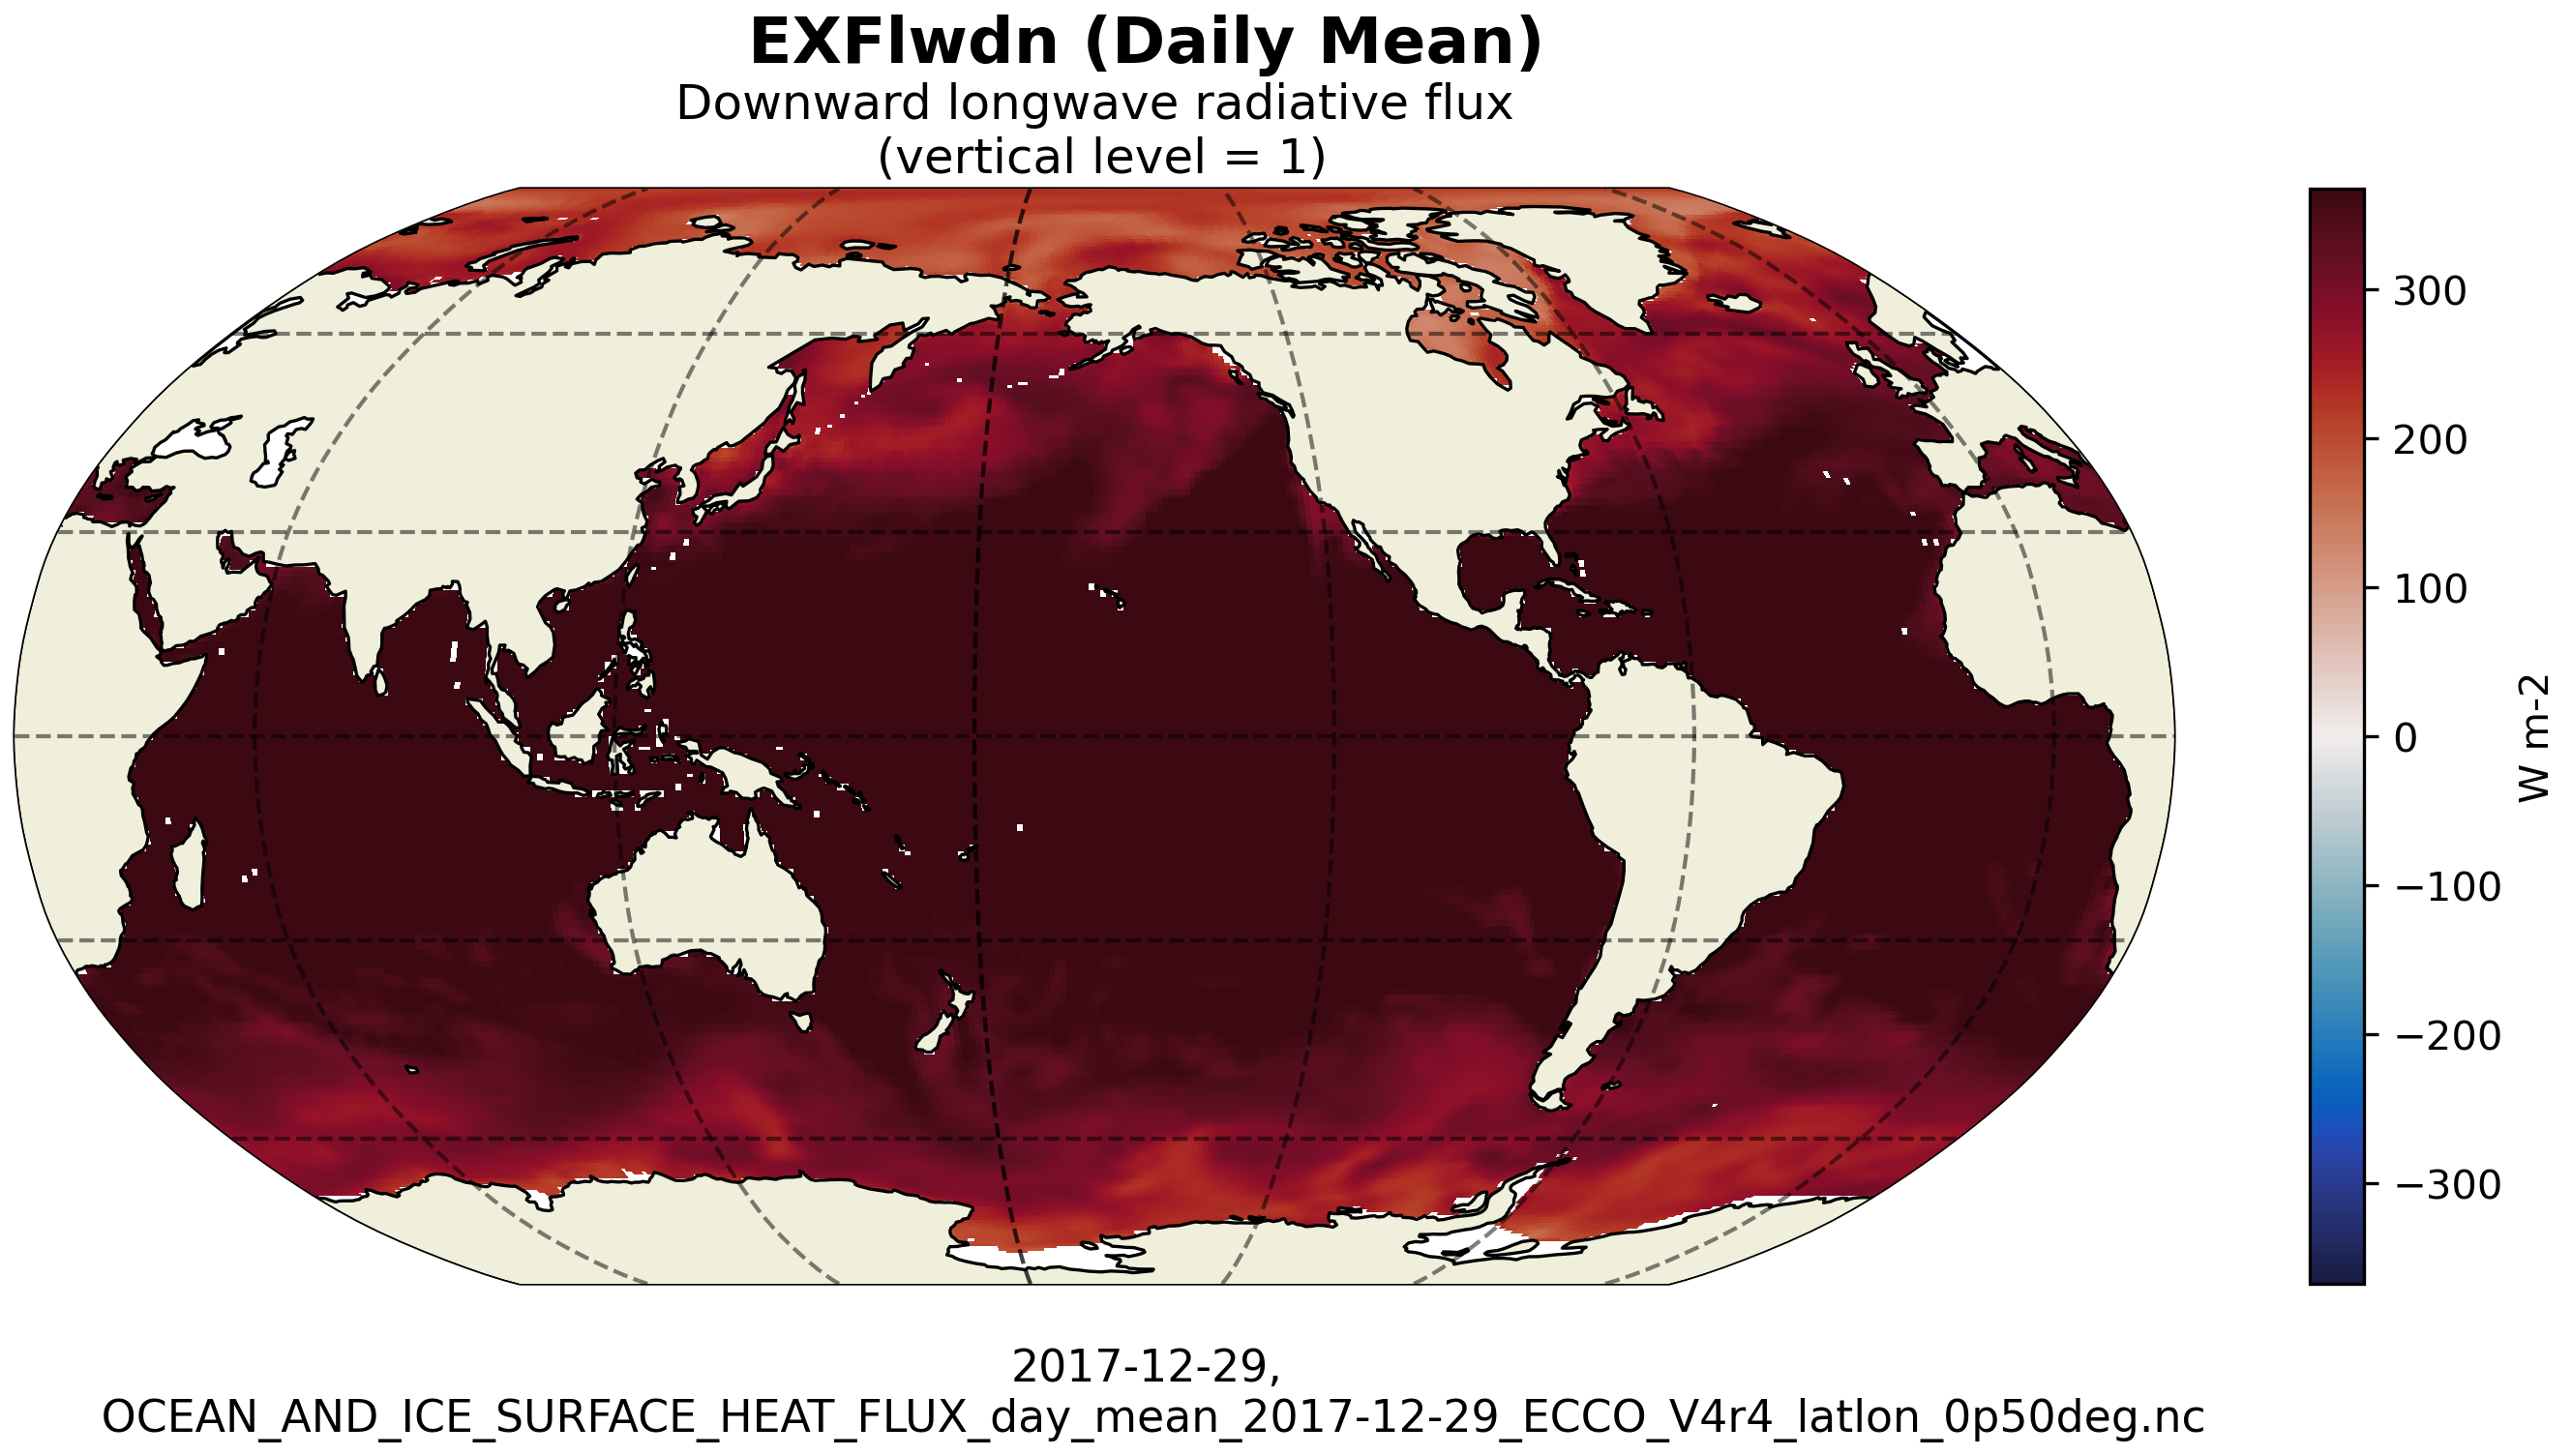 EXFlwdn (Daily Mean)
Downward longwave radiative flux
(vertical level = 1)
300
200
100
0
−100
−200
−300
W m-2
2017-12-29,
OCEAN_AND_ICE_SURFACE_HEAT_FLUX_day_mean_2017-12-29_ECCO_V4r4_latlon_0p50deg.nc